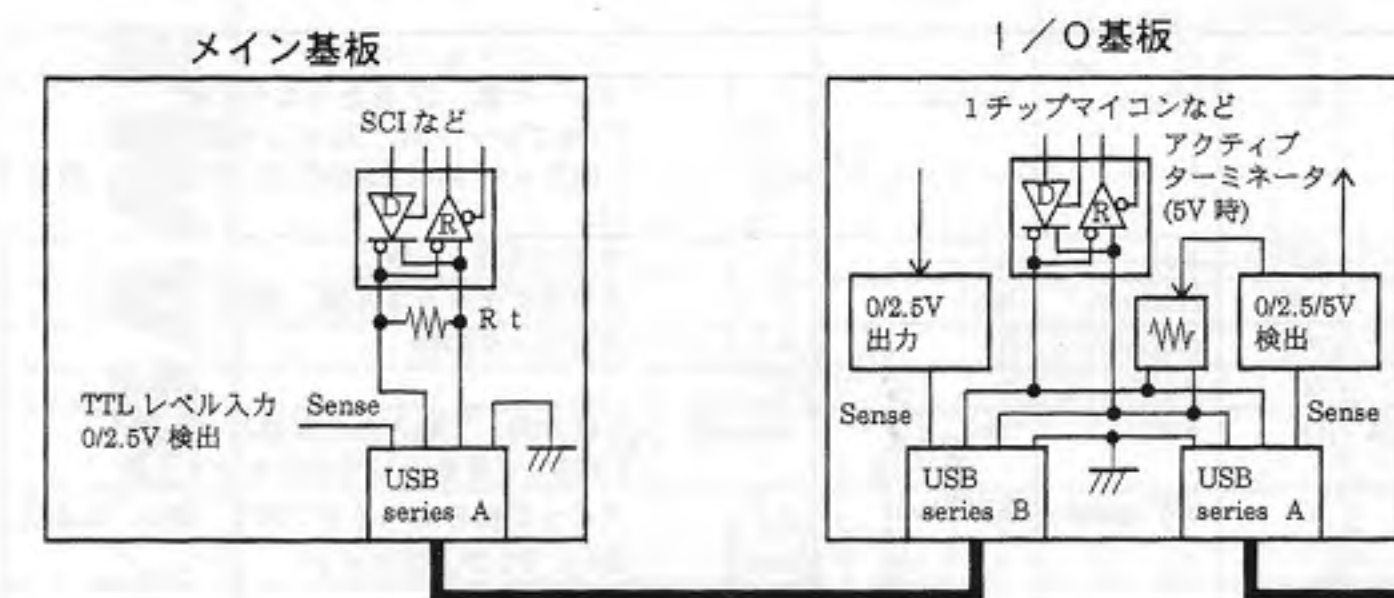 メイン基板
SCIなど
D
R
R t
TTL レベル入力
0/2.5V 検出
Sense
USB
series A
I/O基板
1チップマイコンなど
アクティブ
ターミネータ
(5V 時)
D
R
0/2.5V
出力
0/2.5/5V
検出
Sense
Sense
USB
series B
USB
series A